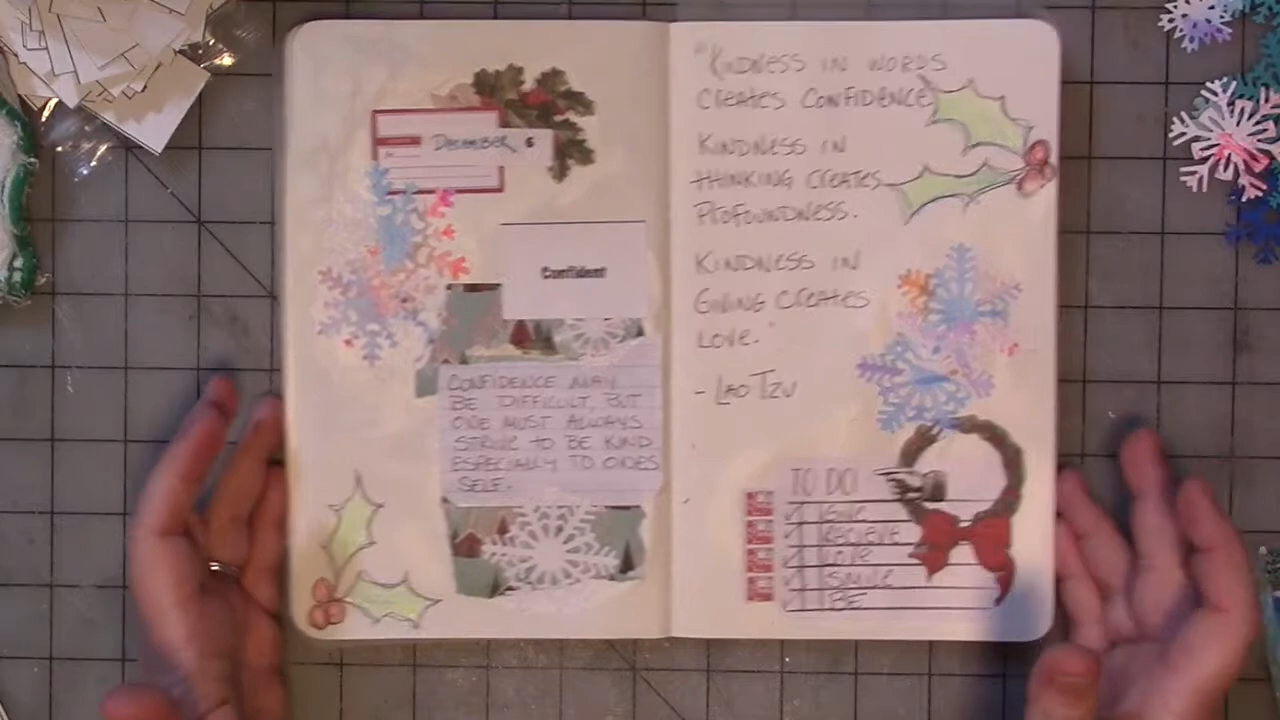 December 6
Confident
CONFIDENCE MAY
BE DIFFICULT, BUT
ONE MUST ALWAYS
STRIVE TO BE KIND
ESPECIALLY TO ONES
SELF.
"KINDNESS IN WORDS
CREATES CONFIDENCE
KINDNESS IN
THINKING CREATES
PROFOUNDNESS.
KINDNESS IN
GIVING CREATES
LOVE."
- LAO TZU
TO DO
GIVE
RECIEVE
LOVE
SMILE
BE